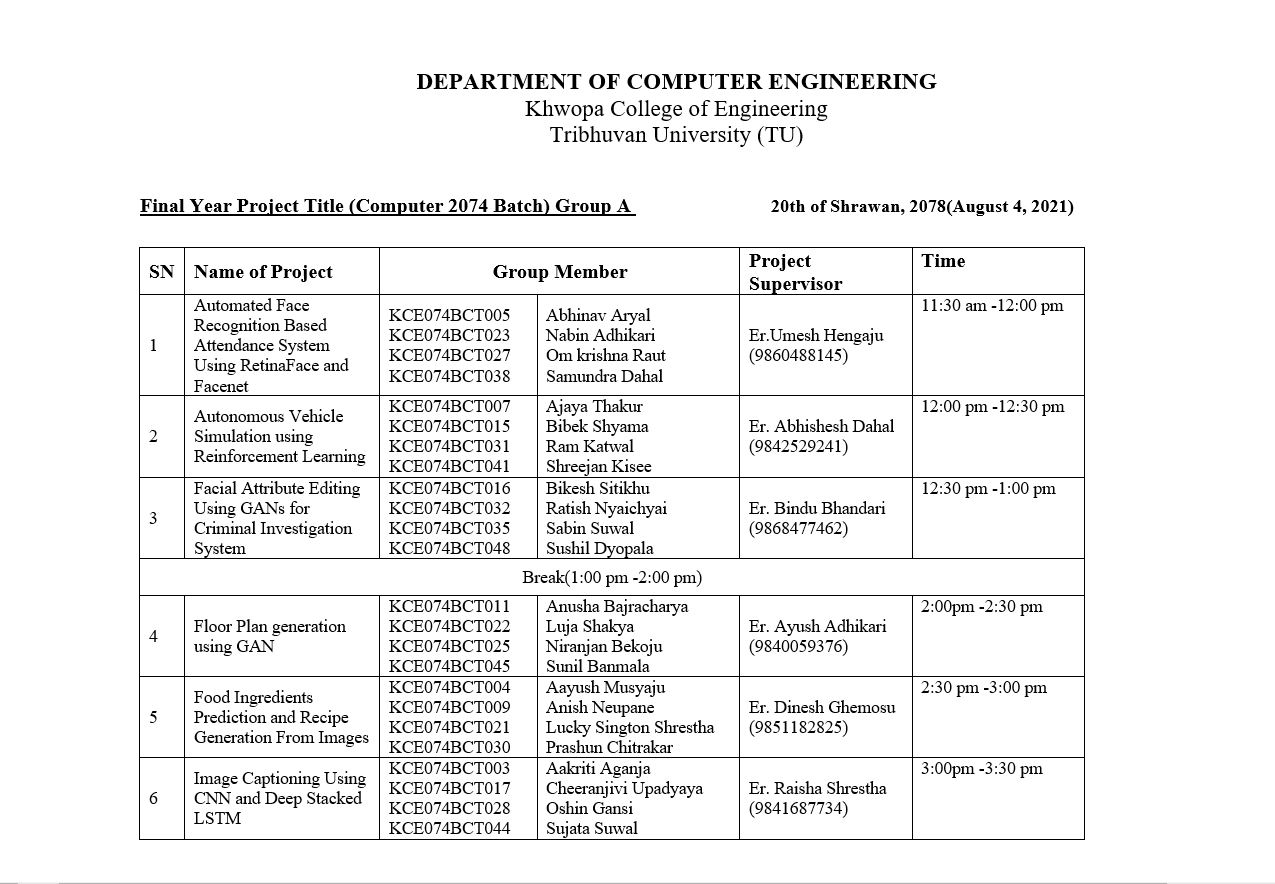 DEPARTMENT OF COMPUTER ENGINEERING
Khwopa College of Engineering
Tribhuvan University (TU)
Final Year Project Title (Computer 2074 Batch) Group A
20th of Shrawan, 2078(August 4, 2021)
SN
Name of Project
Group Member
Project
Supervisor
Time
1
Automated Face
Recognition Based
Attendance System
Using RetinaFace and
Facenet
KCE074BCT005
KCE074BCT023
KCE074BCT027
KCE074BCT038
Abhinav Aryal
Nabin Adhikari
Om krishna Raut
Samundra Dahal
Er.Umesh Hengaju
(9860488145)
11:30 am -12:00 pm
2
Autonomous Vehicle
Simulation using
Reinforcement Learning
KCE074BCT007
KCE074BCT015
KCE074BCT031
KCE074BCT041
Ajaya Thakur
Bibek Shyama
Ram Katwal
Shreejan Kisee
Er. Abhishesh Dahal
(9842529241)
12:00 pm -12:30 pm
3
Facial Attribute Editing
Using GANs for
Criminal Investigation
System
KCE074BCT016
KCE074BCT032
KCE074BCT035
KCE074BCT048
Bikesh Sitikhu
Ratish Nyaichyai
Sabin Suwal
Sushil Dyopala
Er. Bindu Bhandari
(9868477462)
12:30 pm -1:00 pm
Break(1:00 pm -2:00 pm)
4
Floor Plan generation
using GAN
KCE074BCT011
KCE074BCT022
KCE074BCT025
KCE074BCT045
Anusha Bajracharya
Luja Shakya
Niranjan Bekoju
Sunil Banmala
Er. Ayush Adhikari
(9840059376)
2:00pm -2:30 pm
5
Food Ingredients
Prediction and Recipe
Generation From Images
KCE074BCT004
KCE074BCT009
KCE074BCT021
KCE074BCT030
Aayush Musyaju
Anish Neupane
Lucky Sington Shrestha
Prashun Chitrakar
Er. Dinesh Ghemosu
(9851182825)
2:30 pm -3:00 pm
6
Image Captioning Using
CNN and Deep Stacked
LSTM
KCE074BCT003
KCE074BCT017
KCE074BCT028
KCE074BCT044
Aakriti Aganja
Cheeranjivi Upadyaya
Oshin Gansi
Sujata Suwal
Er. Raisha Shrestha
(9841687734)
3:00pm -3:30 pm